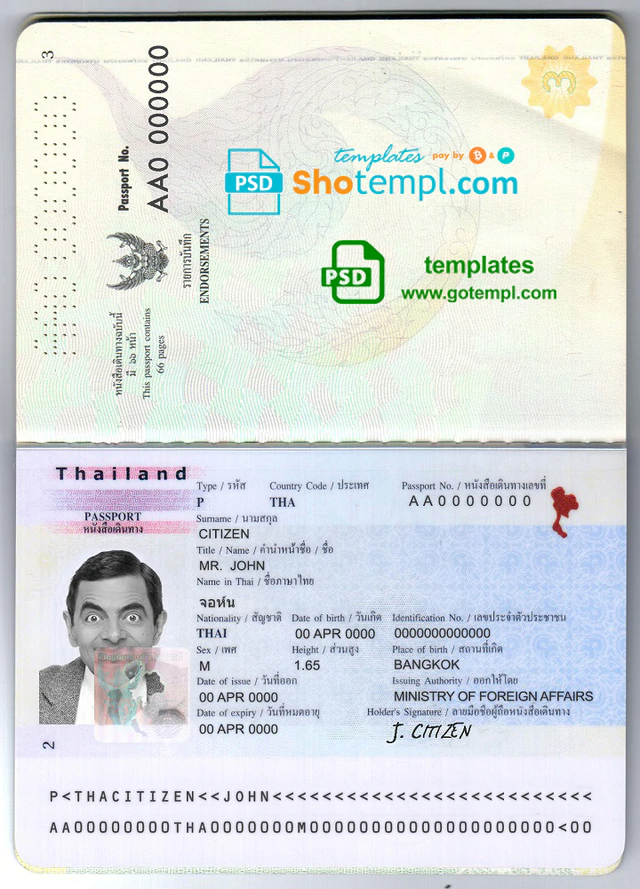 3
Passport No.
AA0 000000
รายการบันทึก
ENDORSEMENTS
หนังสือเดินทางฉบับนี้
มี ๖๖ หน้า
This passport contains
66 pages
templates pay by B & P
PSD Shotempl.com
PSD templates
www.gotempl.com
Thailand
PASSPORT
หนังสือเดินทาง
Type / รหัส Country Code / ประเทศ Passport No. / หนังสือเดินทางเลขที่
P THA AA0000000
Surname / นามสกุล
CITIZEN
Title / Name / คำนำหน้าชื่อ / ชื่อ
MR. JOHN
Name in Thai / ชื่อภาษาไทย
จอห์น
Nationality / สัญชาติ Date of birth / วันเกิด Identification No. / เลขประจำตัวประชาชน
THAI 00 APR 0000 0000000000000
Sex / เพศ Height / ส่วนสูง Place of birth / สถานที่เกิด
M 1.65 BANGKOK
Date of issue / วันที่ออก Issuing Authority / ออกให้โดย
00 APR 0000 MINISTRY OF FOREIGN AFFAIRS
Date of expiry / วันที่หมดอายุ Holder's Signature / ลายมือชื่อผู้ถือหนังสือเดินทาง
00 APR 0000 J. CITIZEN
2
P<THACITIZEN<<JOHN<<<<<<<<<<<<<<<<<<<<<<<<<<
AA00000000THA0000000M00000000000000000000<00